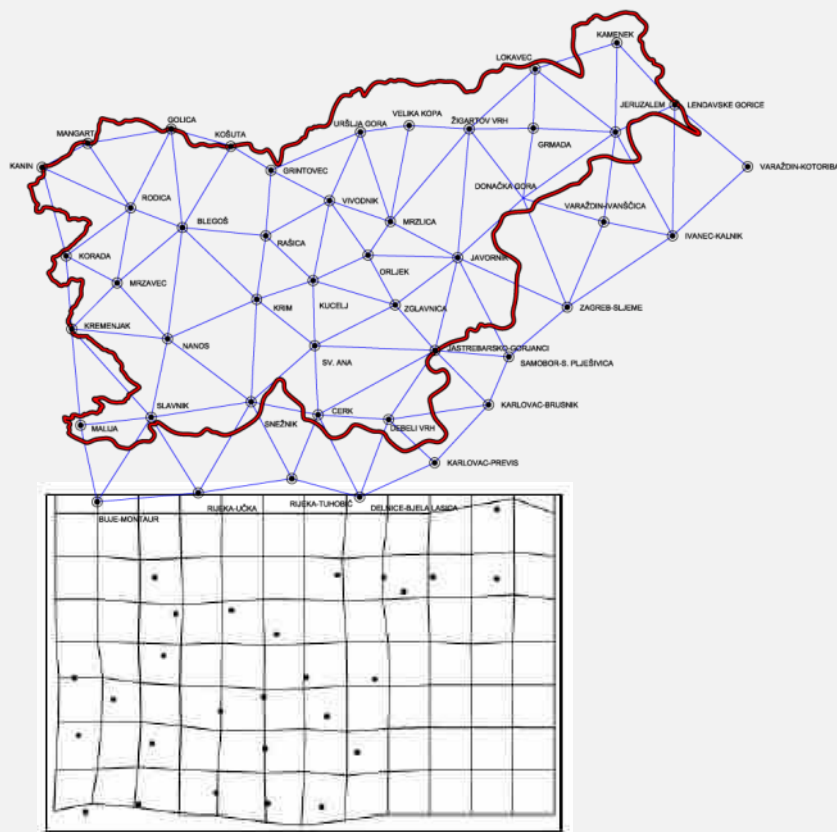 KAMENEK
LOKAVEC
JERUZALEM
LENDAVSKE GORICE
VELIKA KOPA
ŽIGARTOV VRH
GOLICA
URŠLJA GORA
MANGART
KOŠUTA
GRMADA
KANIN
GRINTOVEC
VARAŽDIN-KOTORIBA
DONAČKA GORA
RODICA
VIVODNIK
BLEGOŠ
MRZLICA
VARAŽDIN-IVANŠČICA
IVANEC-KALNIK
RAŠICA
KORADA
JAVORNIK
ORLJEK
MRZAVEC
KRIM
KUCELJ
ZGLAVNICA
ZAGREB-SLJEME
KREMENJAK
NANOS
SV. ANA
JASTREBARSKO-GORJANCI
SAMOBOR-S. PLJEŠIVICA
SLAVNIK
KARLOVAC-BRUSNIK
CERK
SNEŽNIK
MALIJA
DEBELI VRH
KARLOVAC-PREVIS
RIJEKA-TUHOBIĆ
RIJEKA-UČKA
DELNICE-BJELA LASICA
BUJE-MONTAUR